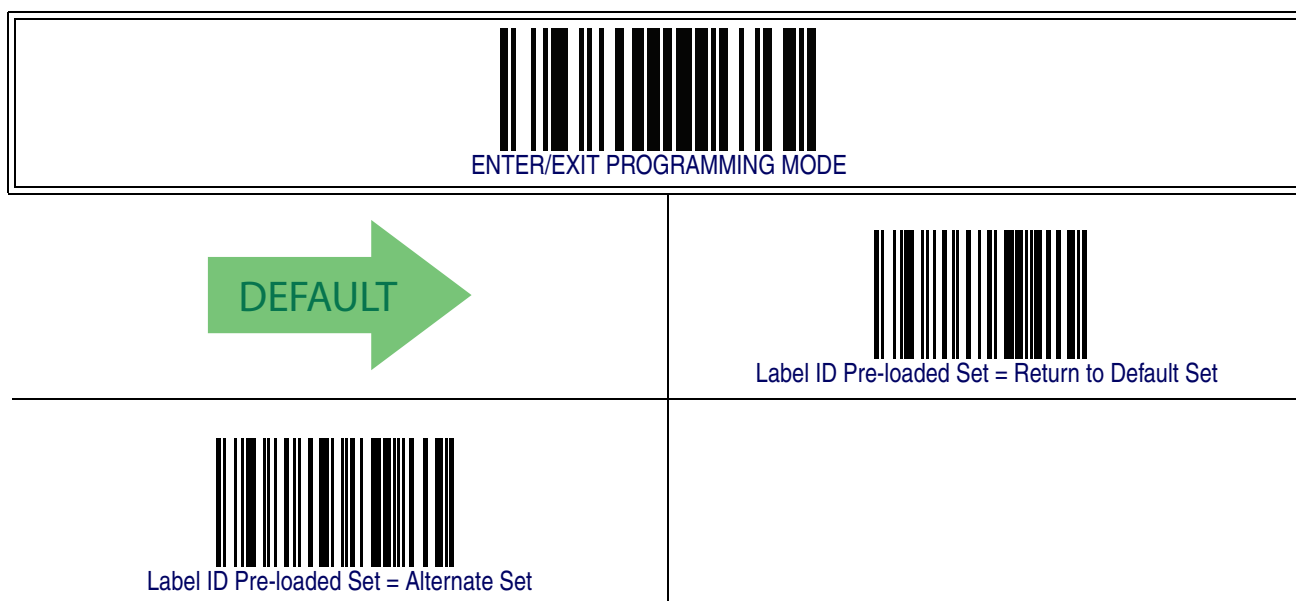 ENTER/EXIT PROGRAMMING MODE
DEFAULT
Label ID Pre-loaded Set = Return to Default Set
Label ID Pre-loaded Set = Alternate Set